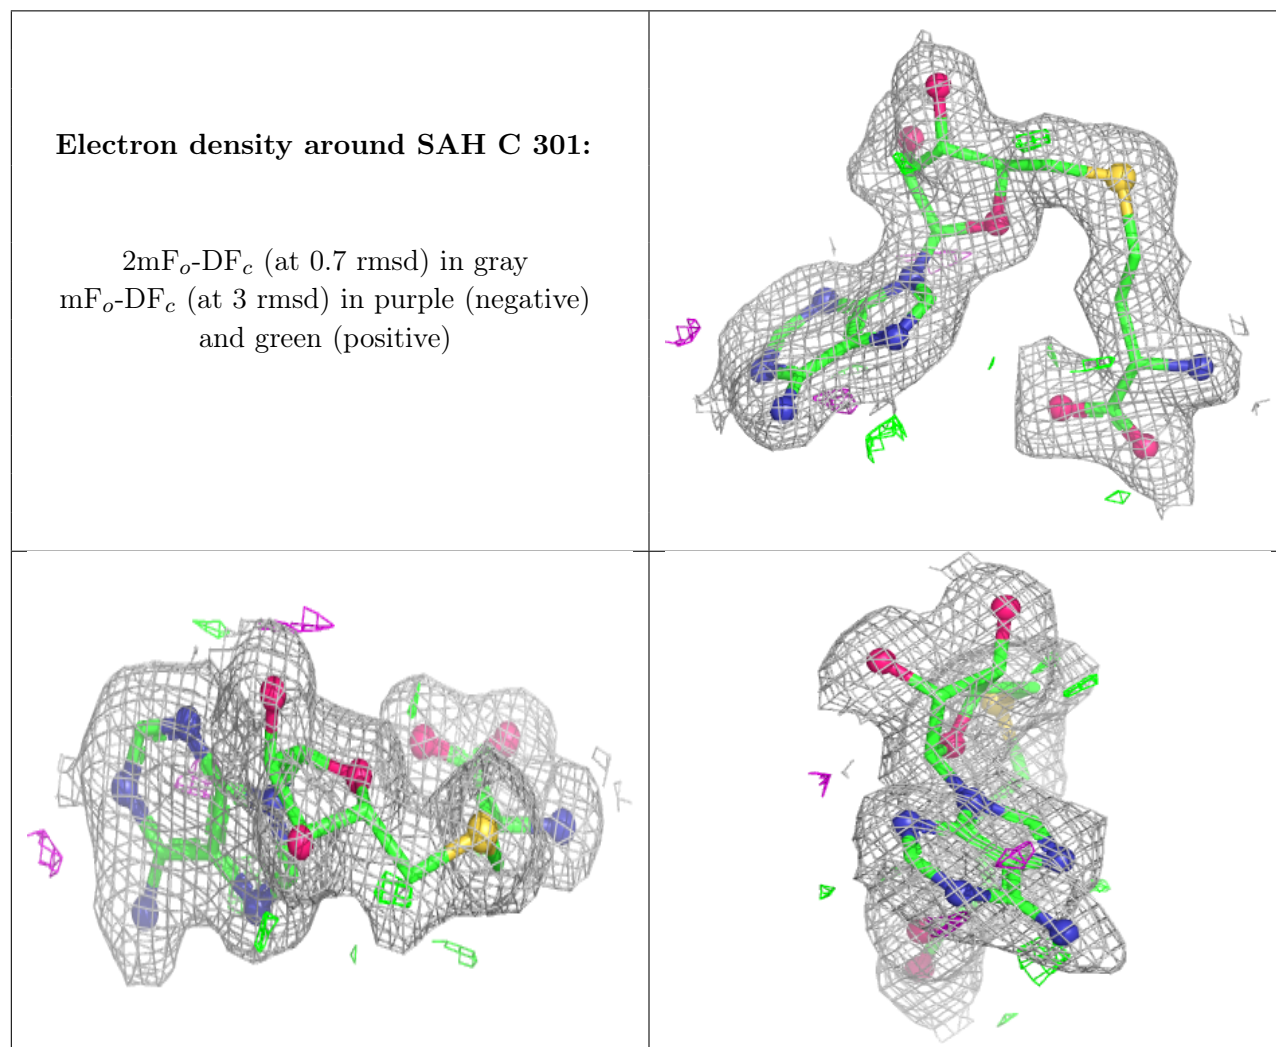 Electron density around SAH C 301:
2mFo-DFc (at 0.7 rmsd) in gray
mFo-DFc (at 3 rmsd) in purple (negative)
and green (positive)